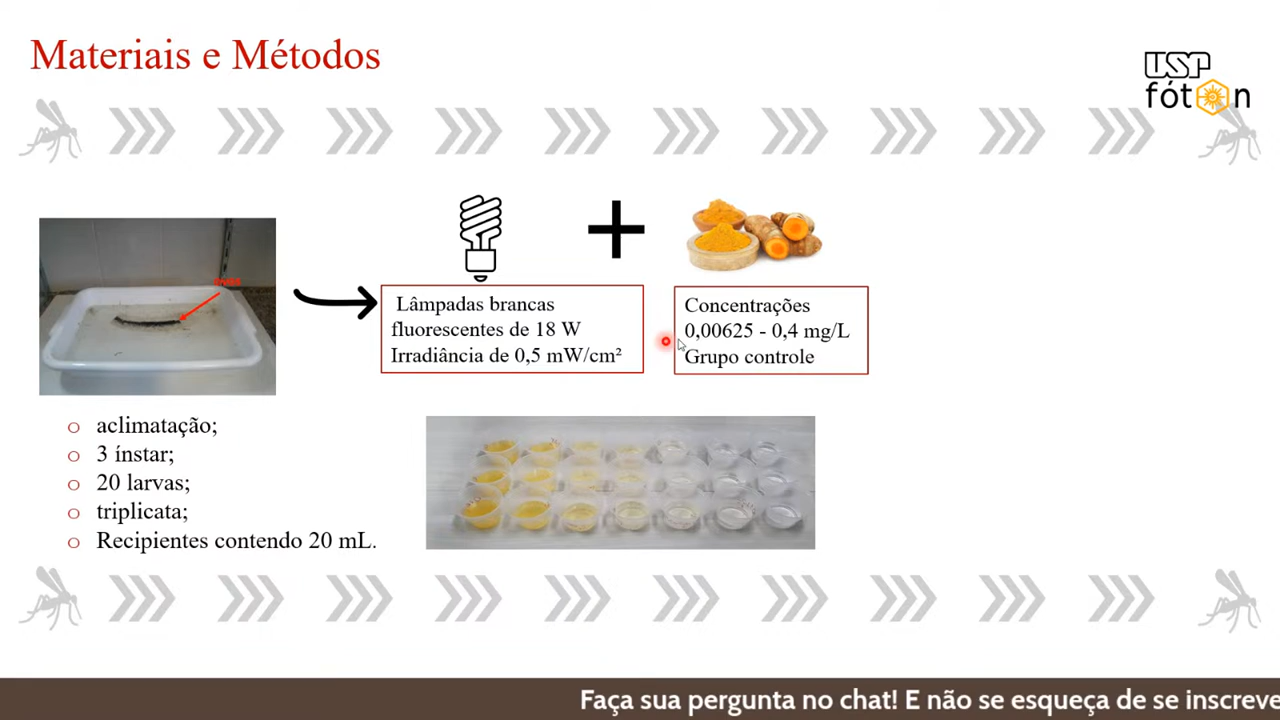 Materiais e Métodos
USP
fóton
Lâmpadas brancas
fluorescentes de 18 W
Irradiância de 0,5 mW/cm²
Concentrações
0,00625 - 0,4 mg/L
Grupo controle
o aclimatação;
o 3 ínstar;
o 20 larvas;
o triplicata;
o Recipientes contendo 20 mL.
Faça sua pergunta no chat! E não se esqueça de se inscreve